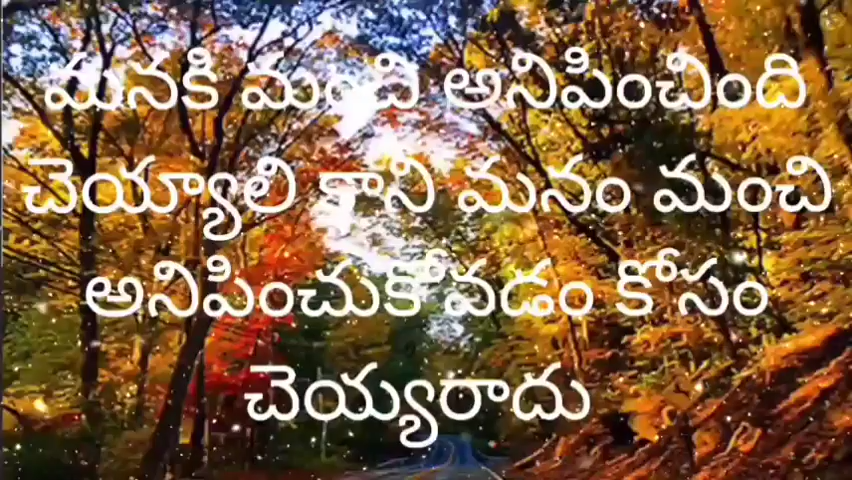 మనకి మంచి అనిపించింది
చెయ్యాలి కాని మనం మంచి
అనిపించుకోవడం కోసం
చెయ్యరాదు